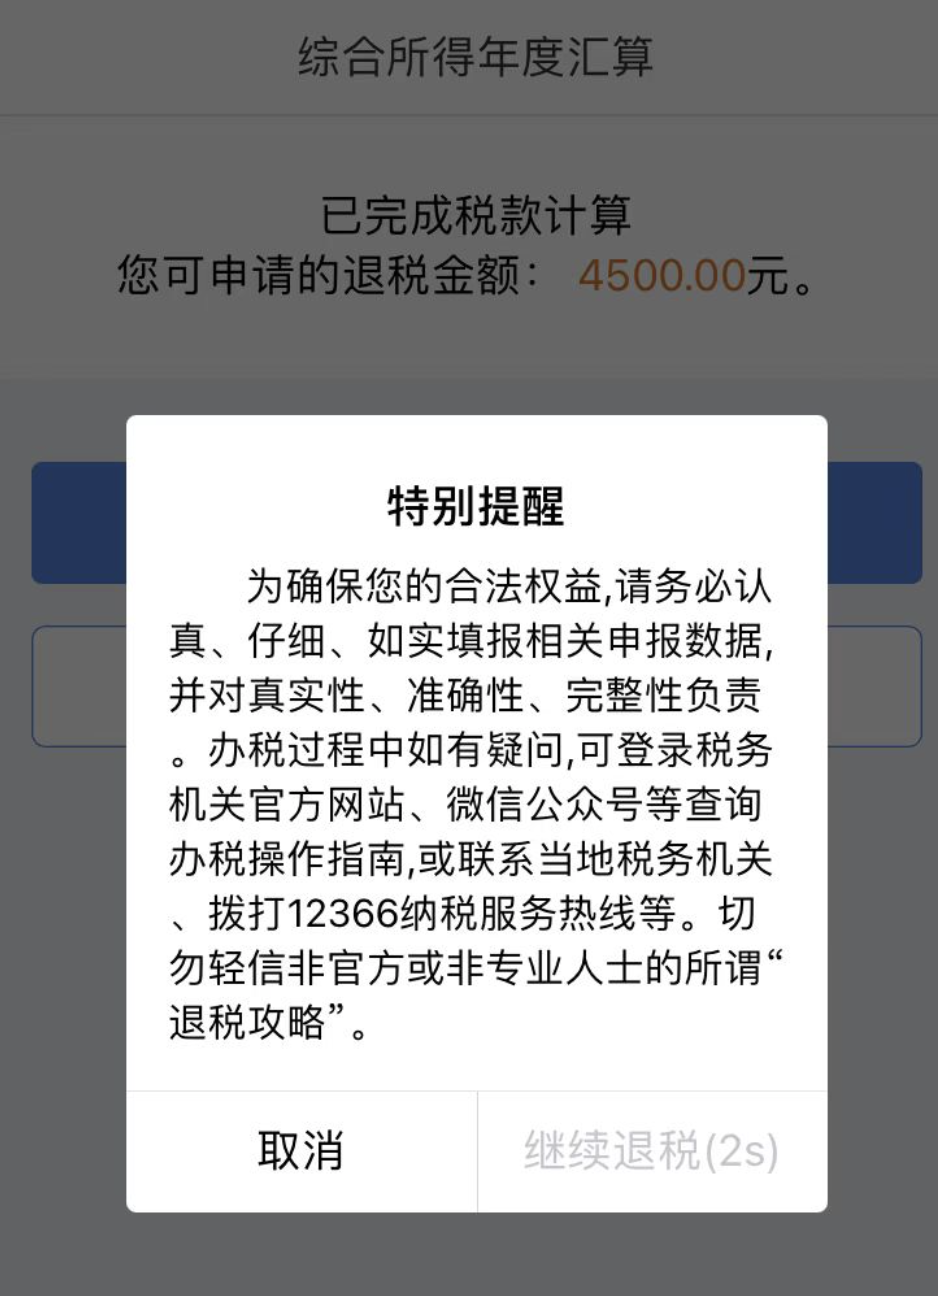 综合所得年度汇算
已完成税款计算
您可申请的退税金额： 4500.00元。
特别提醒
为确保您的合法权益,请务必认
真、仔细、如实填报相关申报数据,
并对真实性、准确性、完整性负责
。办税过程中如有疑问,可登录税务
机关官方网站、微信公众号等查询
办税操作指南,或联系当地税务机关
、拨打12366纳税服务热线等。切
勿轻信非官方或非专业人士的所谓“
退税攻略”。
取消
继续退税(2s)